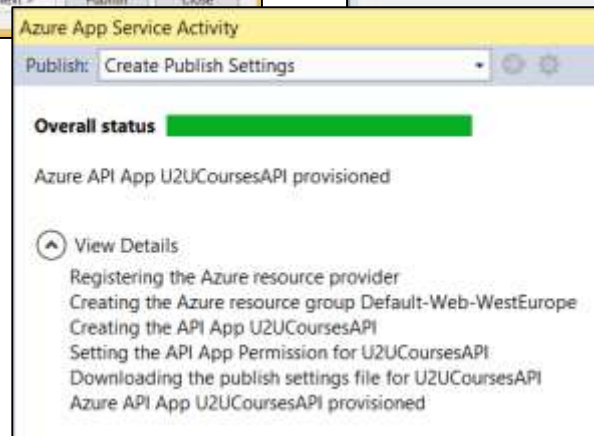 Publish
Close
Azure App Service Activity
Publish: Create Publish Settings
Overall status
Azure API App U2UCoursesAPI provisioned
View Details
Registering the Azure resource provider
Creating the Azure resource group Default-Web-WestEurope
Creating the API App U2UCoursesAPI
Setting the API App Permission for U2UCoursesAPI
Downloading the publish settings file for U2UCoursesAPI
Azure API App U2UCoursesAPI provisioned